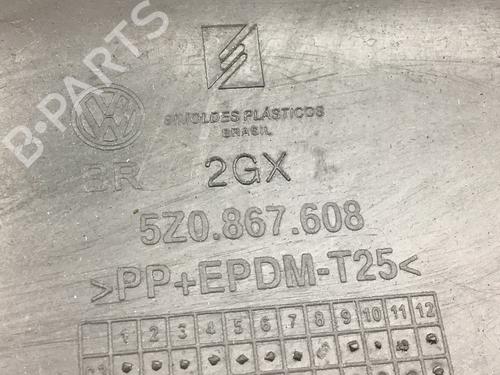 B-PARTS
SIMOLDES PLÁSTICOS
BRASIL
BR 2GX
5Z0.867.608
>PP+EPDM-T25<
1 2 3 4 5 6 7 8 9 10 11 12